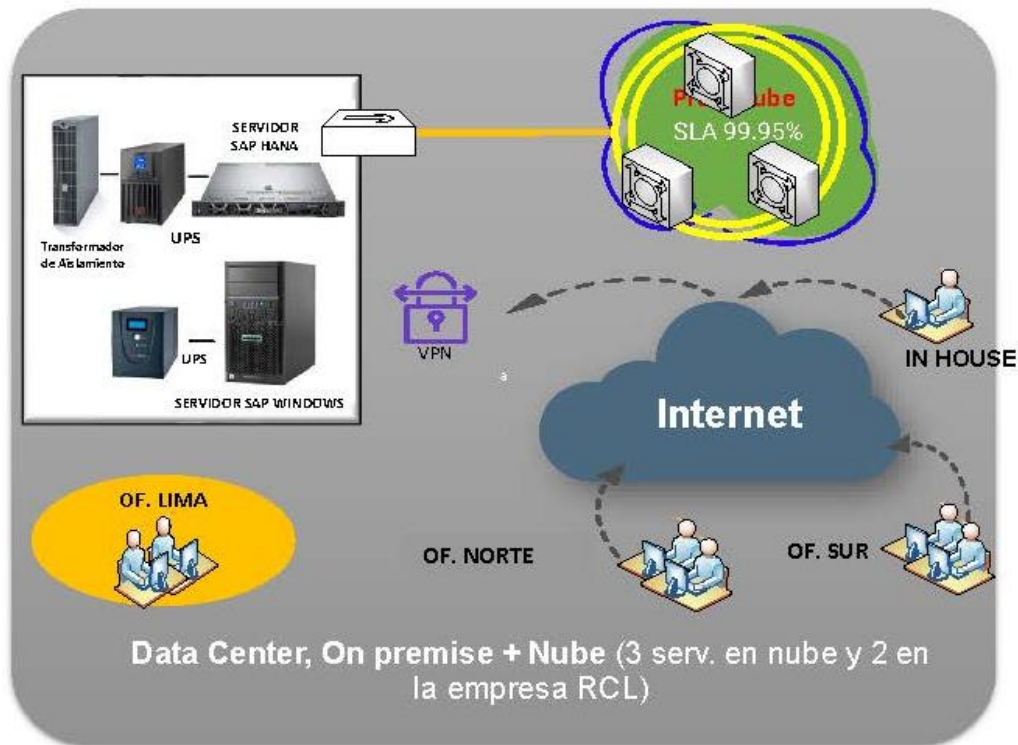 SERVIDOR
SAP HANA
UPS
Transformador
de Aislamiento
UPS
SERVIDOR SAP WINDOWS
SLA 99.95%
VPN
a
IN HOUSE
Internet
OF. LIMA
OF. NORTE
OF. SUR
Data Center, On premise + Nube (3 serv. en nube y 2 en
la empresa RCL)